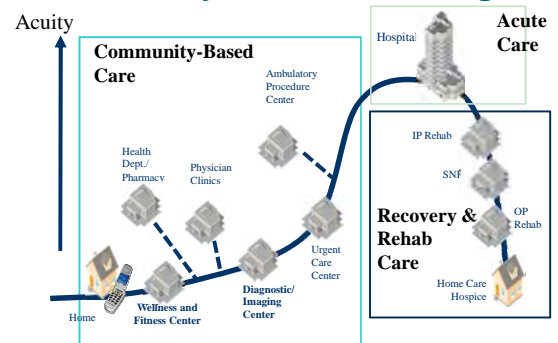 Acuity
Community-Based
Care
Hospital
Acute
Care
Ambulatory
Procedure
Center
Health
Dept./
Pharmacy
Physician
Clinics
IP Rehab
SNF
Recovery &
Rehab
Care
OP
Rehab
Urgent
Care
Center
Home
Wellness and
Fitness Center
Diagnostic/
Imaging
Center
Home Care
Hospice